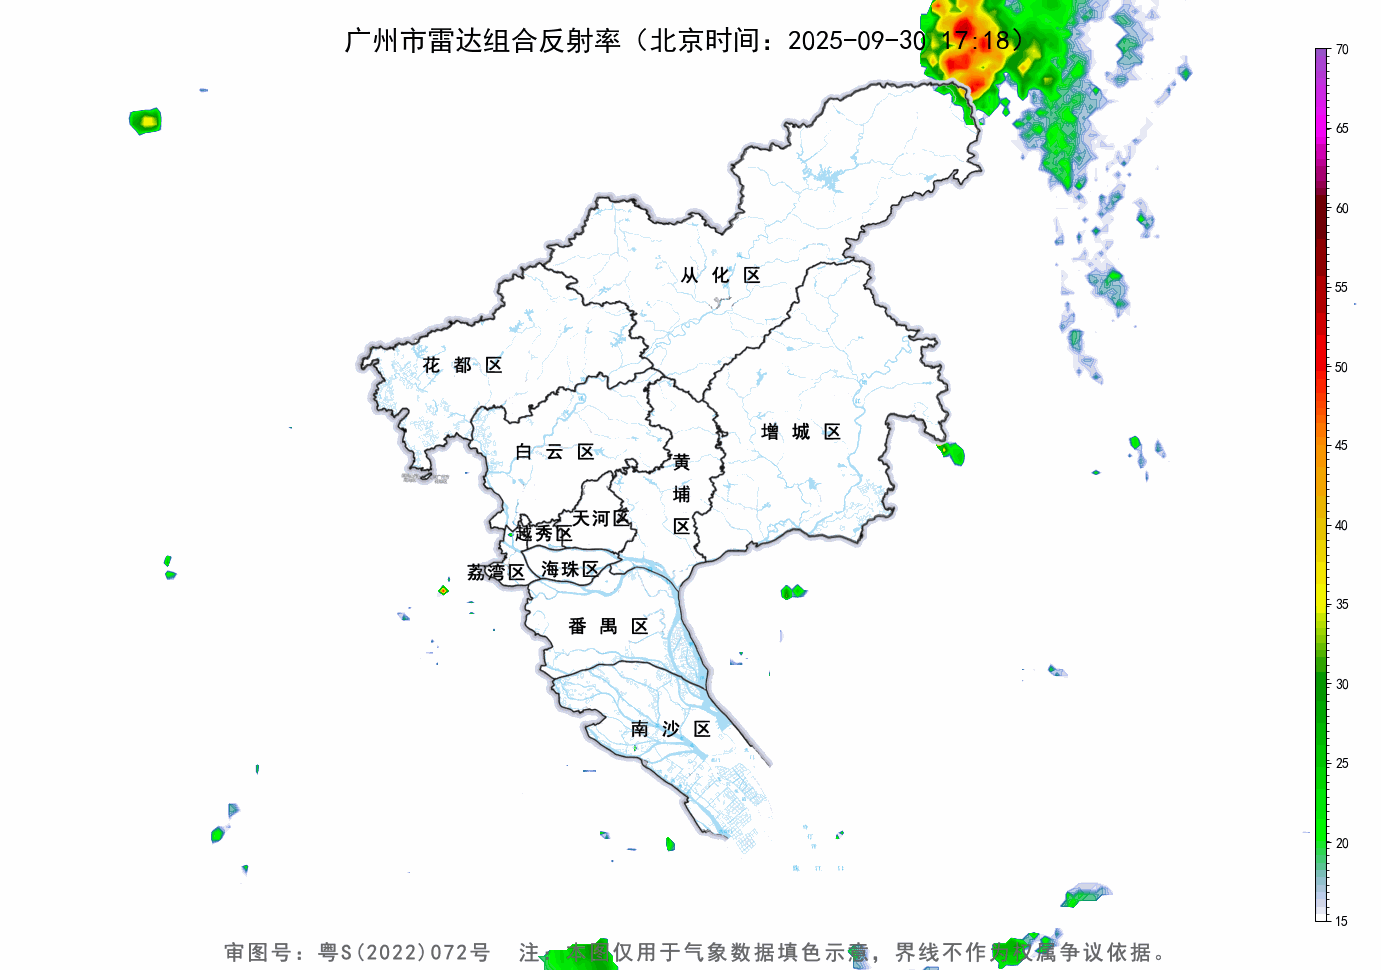 广州市雷达组合反射率（北京时间：2025-09-30 17:18）
70
65
60
55
50
45
40
35
30
25
20
15
从化区
花都区
增城区
白云区
黄埔区
天河区
越秀区
荔湾区
海珠区
番禺区
南沙区
审图号：粤S(2022)072号 注：本图仅用于气象数据填色示意，界线不作为权属争议依据。